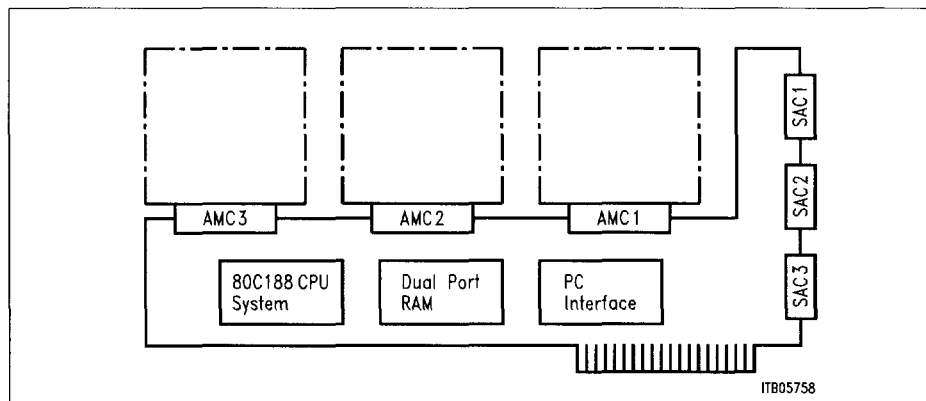 SAC1
SAC2
AMC3
AMC2
AMC1
SAC3
80C188 CPU
System
Dual Port
RAM
PC
Interface
ITB05758